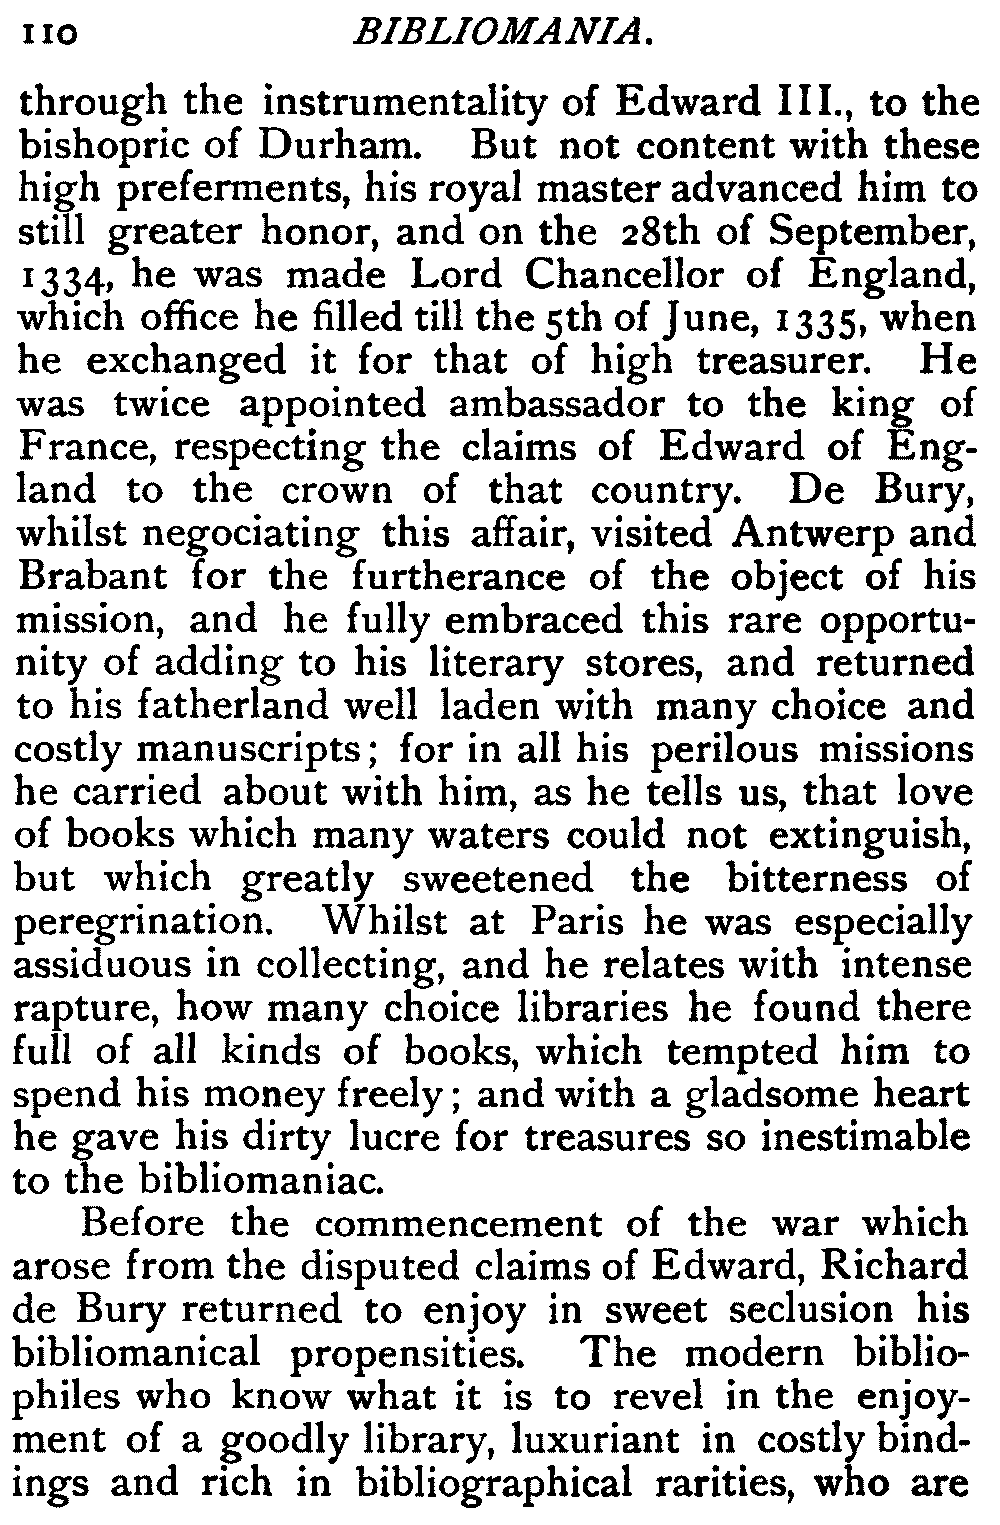 110 BIBLIOMANIA.
through the instrumentality of Edward III., to the
bishopric of Durham. But not content with these
high preferments, his royal master advanced him to
still greater honor, and on the 28th of September,
1334, he was made Lord Chancellor of England,
which office he filled till the 5th of June, 1335, when
he exchanged it for that of high treasurer. He
was twice appointed ambassador to the king of
France, respecting the claims of Edward of Eng-
land to the crown of that country. De Bury,
whilst negociating this affair, visited Antwerp and
Brabant for the furtherance of the object of his
mission, and he fully embraced this rare opportu-
nity of adding to his literary stores, and returned
to his fatherland well laden with many choice and
costly manuscripts; for in all his perilous missions
he carried about with him, as he tells us, that love
of books which many waters could not extinguish,
but which greatly sweetened the bitterness of
peregrination. Whilst at Paris he was especially
assiduous in collecting, and he relates with intense
rapture, how many choice libraries he found there
full of all kinds of books, which tempted him to
spend his money freely; and with a gladsome heart
he gave his dirty lucre for treasures so inestimable
to the bibliomaniac.
Before the commencement of the war which
arose from the disputed claims of Edward, Richard
de Bury returned to enjoy in sweet seclusion his
bibliomanical propensities. The modern biblio-
philes who know what it is to revel in the enjoy-
ment of a goodly library, luxuriant in costly bind-
ings and rich in bibliographical rarities, who are